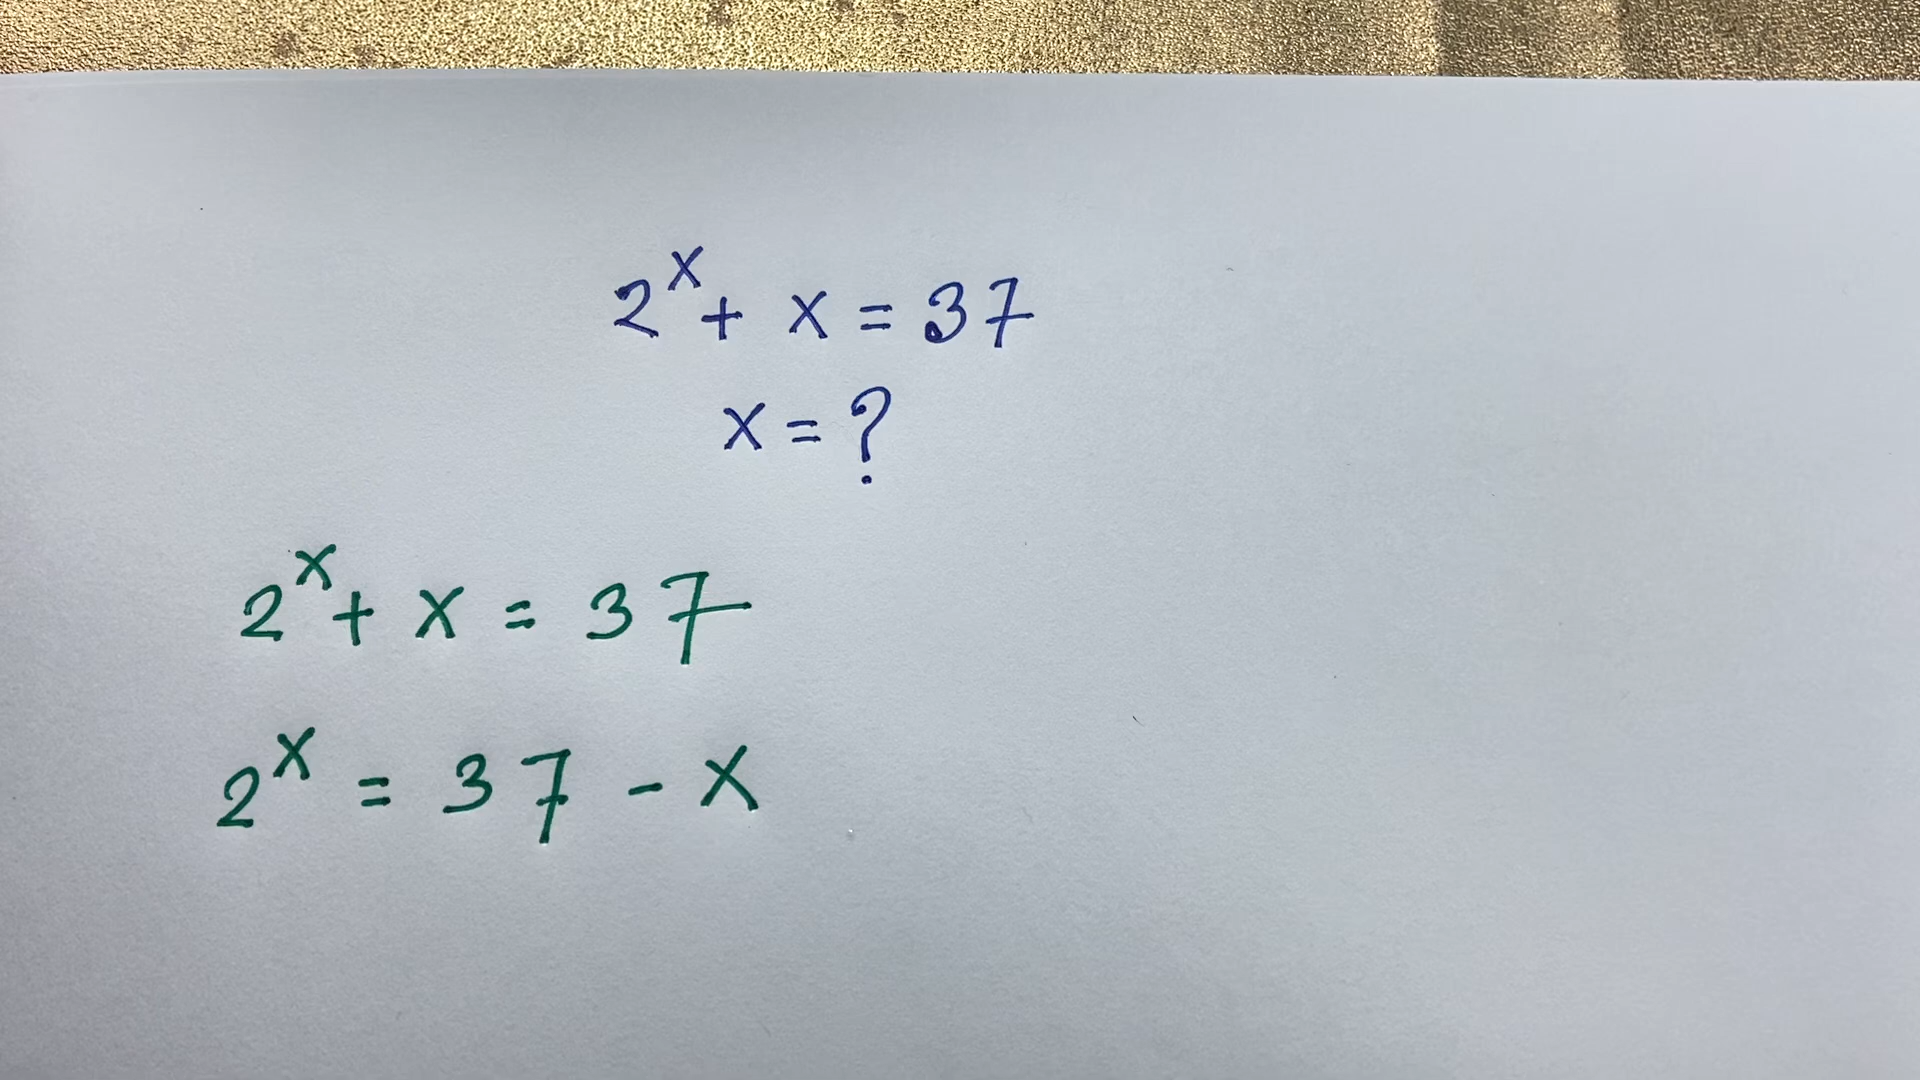 2^x + x = 37
x = ?
2^x + x = 37
2^x = 37 - x